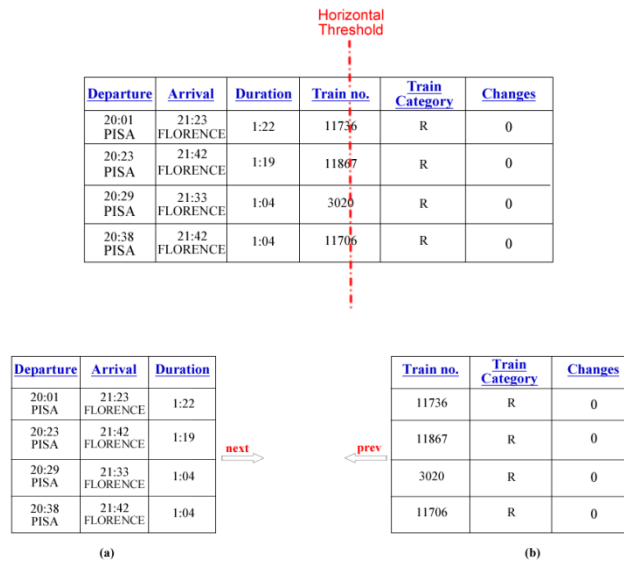 Horizontal
Threshold
Departure Arrival Duration Train no. Train Category Changes
20:01 PISA 21:23 FLORENCE 1:22 11736 R 0
20:23 PISA 21:42 FLORENCE 1:19 11867 R 0
20:29 PISA 21:33 FLORENCE 1:04 3020 R 0
20:38 PISA 21:42 FLORENCE 1:04 11706 R 0
Departure Arrival Duration
20:01 PISA 21:23 FLORENCE 1:22
20:23 PISA 21:42 FLORENCE 1:19
20:29 PISA 21:33 FLORENCE 1:04
20:38 PISA 21:42 FLORENCE 1:04
next
prev
Train no. Train Category Changes
11736 R 0
11867 R 0
3020 R 0
11706 R 0
(a)
(b)